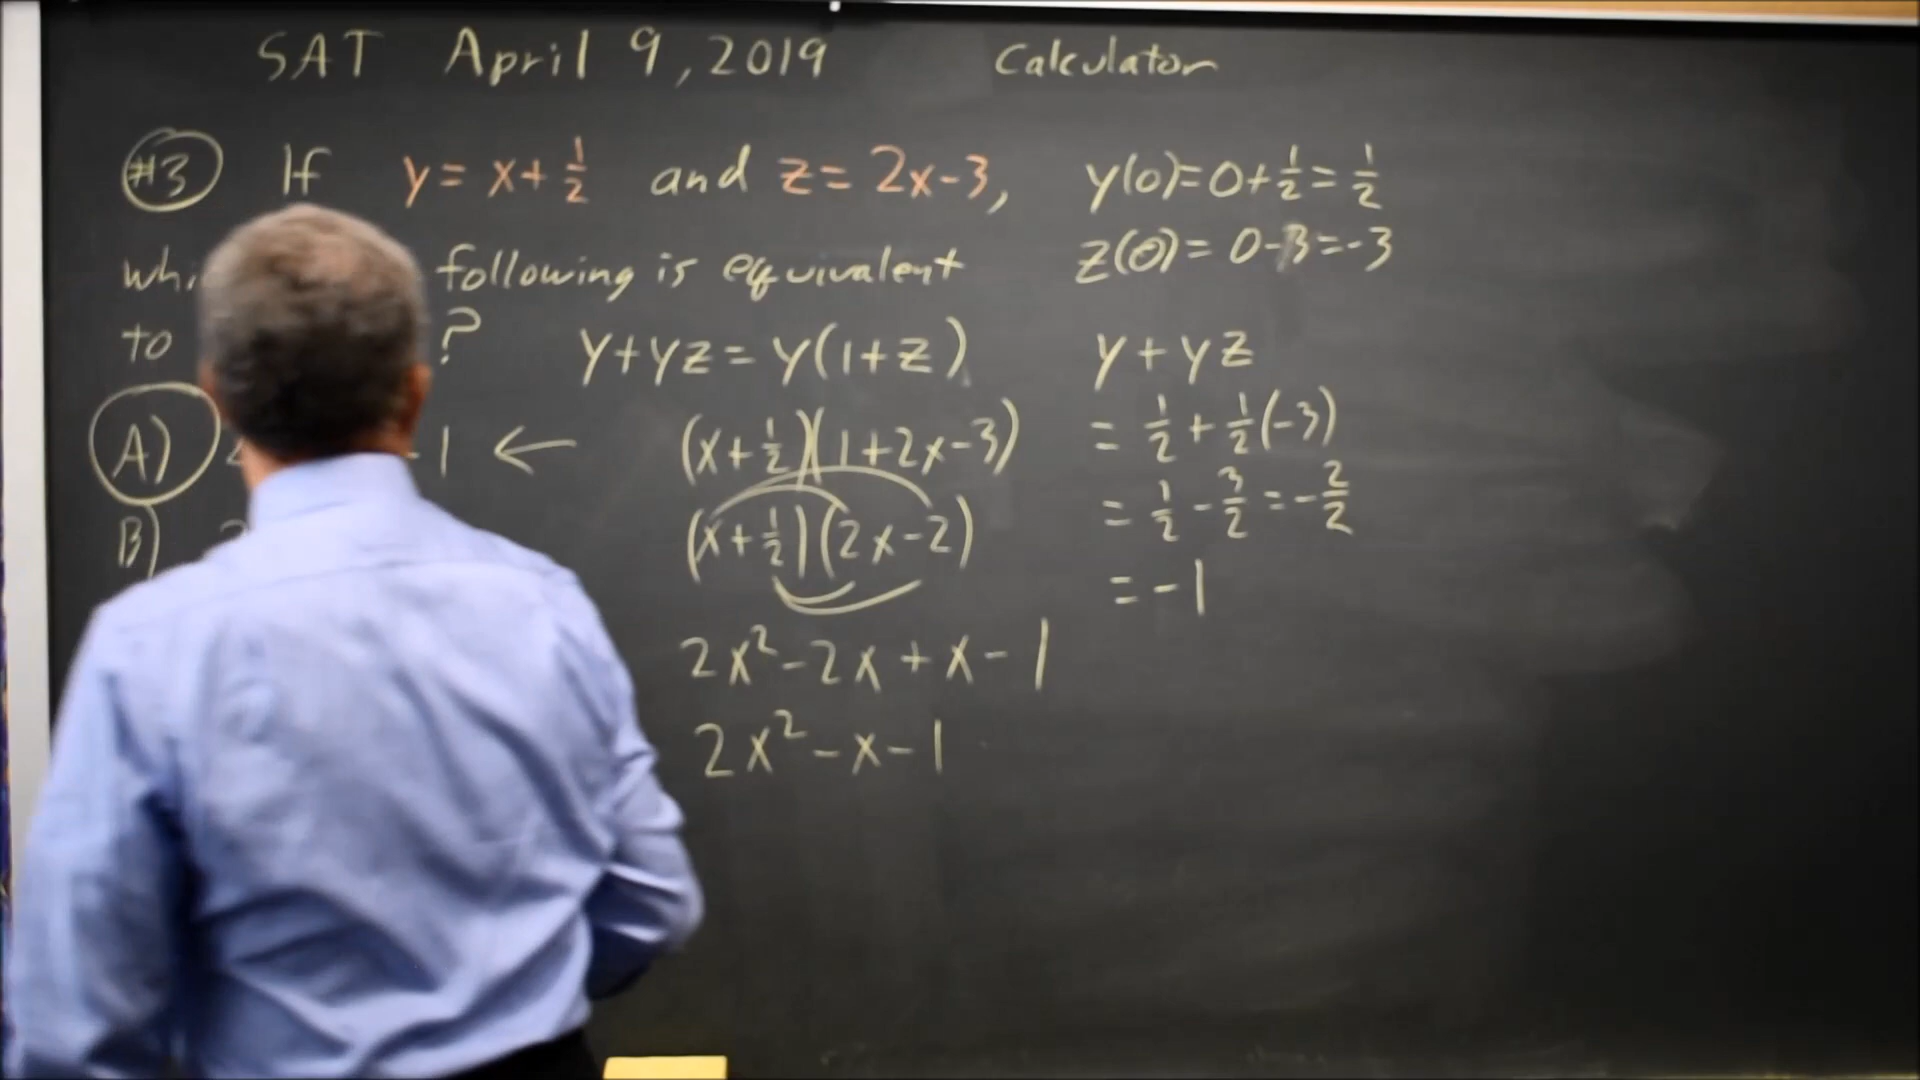 SAT April 9, 2019 Calculator
#3 If y = x + 1/2 and z = 2x - 3,
following is equivalent
to ?
A) - 1 ←
B)
y + yz = y(1 + z)
(x + 1/2)(1 + 2x - 3)
(x + 1/2)(2x - 2)
2x² - 2x + x - 1
2x² - x - 1
y(0) = 0 + 1/2 = 1/2
z(0) = 0 - 3 = -3
y + yz
= 1/2 + 1/2(-3)
= 1/2 - 3/2 = -2/2
= -1